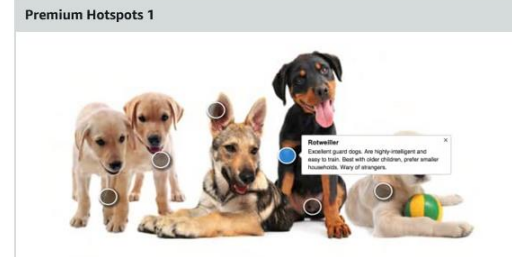 Premium Hotspots 1
Rotweiller
×
Excellent guard dogs. Are highly-intelligent and
easy to train. Best with older children, prefer smaller
households. Wary of strangers.